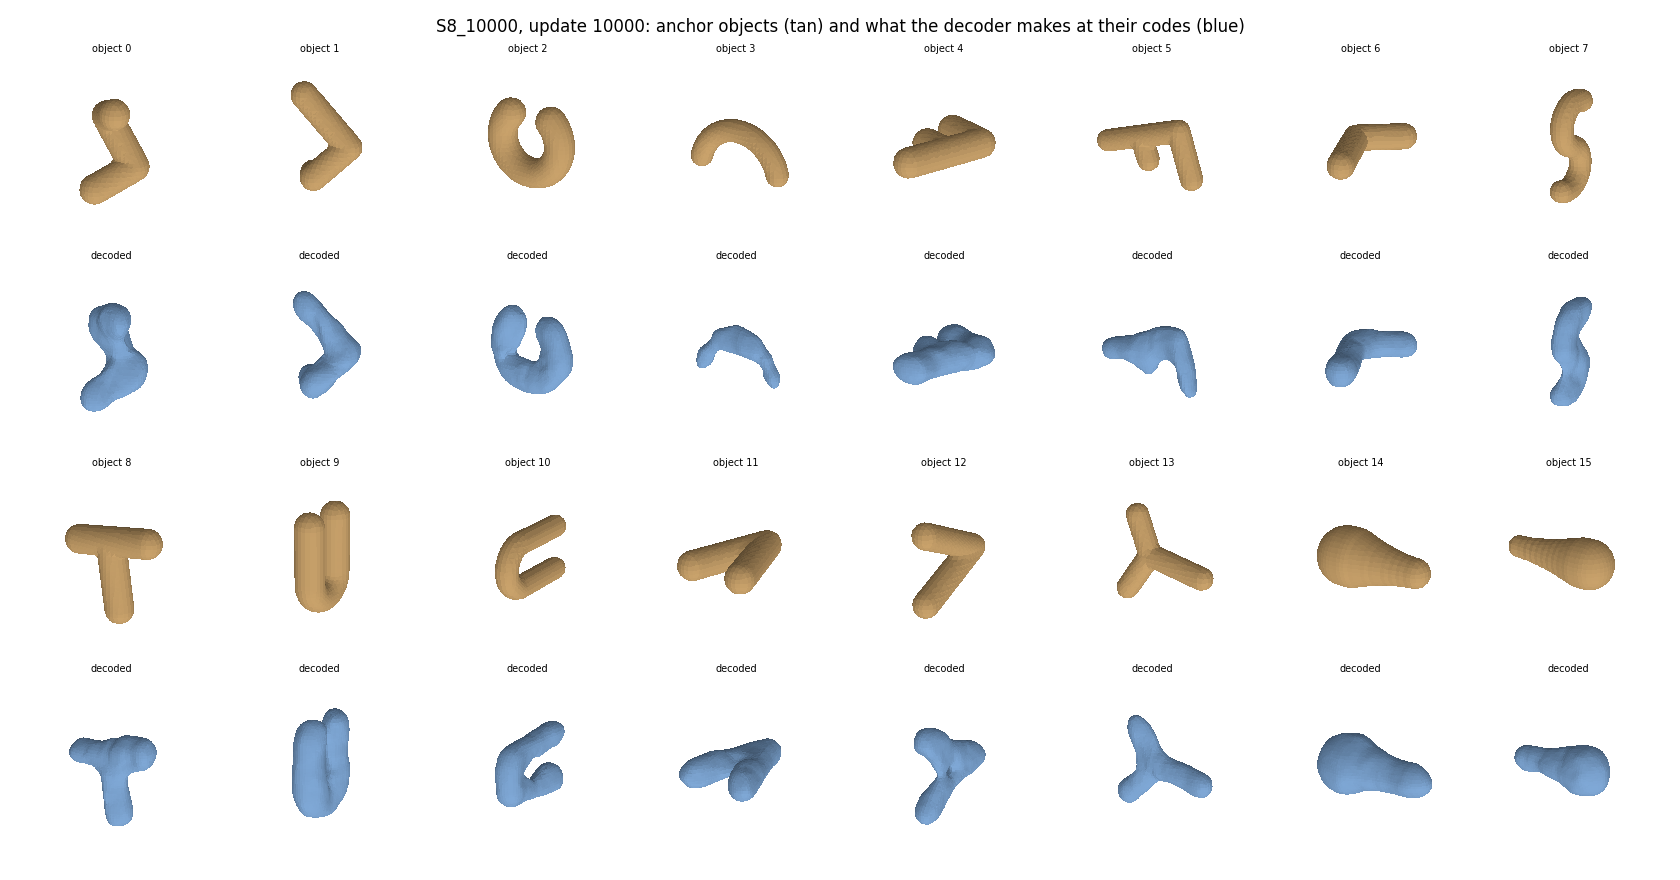 S8_10000, update 10000: anchor objects (tan) and what the decoder makes at their codes (blue)
object 0 object 1 object 2 object 3 object 4 object 5 object 6 object 7
decoded decoded decoded decoded decoded decoded decoded decoded
object 8 object 9 object 10 object 11 object 12 object 13 object 14 object 15
decoded decoded decoded decoded decoded decoded decoded decoded